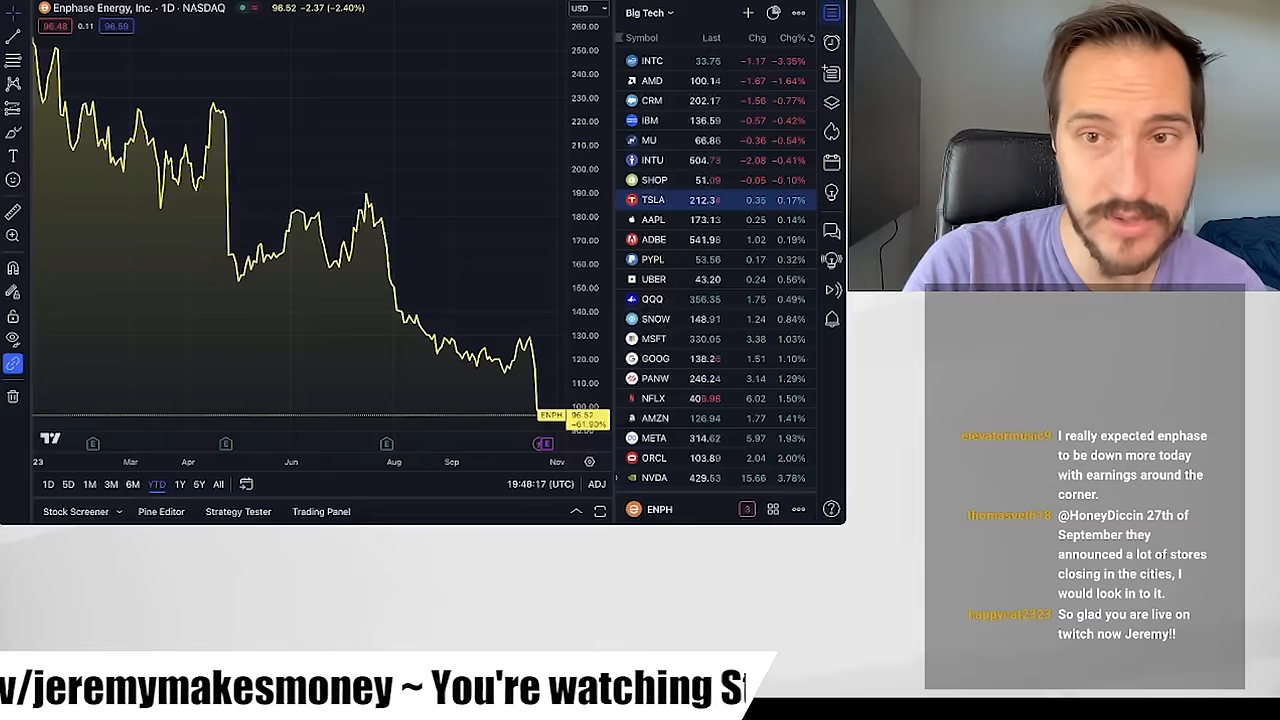 Enphase Energy, Inc. · 1D · NASDAQ 96.52 −2.37 (−2.40%)
96.48 0.11 96.59
USD
260.00
250.00
240.00
230.00
220.00
210.00
200.00
190.00
180.00
170.00
160.00
150.00
140.00
130.00
120.00
110.00
100.00
ENPH 96.52
−61.90%
23 Mar Apr Jun Aug Sep Nov
1D 5D 1M 3M 6M YTD 1Y 5Y All 19:48:17 (UTC) ADJ
Stock Screener Pine Editor Strategy Tester Trading Panel
Big Tech
Symbol Last Chg Chg%
INTC 33.75 −1.17 −3.35%
AMD 100.14 −1.67 −1.64%
CRM 202.17 −1.56 −0.77%
IBM 136.59 −0.57 −0.42%
MU 66.86 −0.36 −0.54%
INTU 504.73 −2.08 −0.41%
SHOP 51.09 −0.05 −0.10%
TSLA 212.34 0.35 0.17%
AAPL 173.13 0.25 0.14%
ADBE 541.98 1.02 0.19%
PYPL 53.56 0.17 0.32%
UBER 43.20 0.24 0.56%
QQQ 356.35 1.75 0.49%
SNOW 148.91 1.24 0.84%
MSFT 330.05 3.38 1.03%
GOOG 138.26 1.51 1.10%
PANW 246.24 3.14 1.29%
NFLX 406.98 6.02 1.50%
AMZN 126.94 1.77 1.41%
META 314.62 5.97 1.93%
ORCL 103.89 2.04 2.00%
NVDA 429.53 15.66 3.78%
ENPH 3
elevatormusic9 I really expected enphase
to be down more today
with earnings around the
corner.
thomasveth18 @HoneyDiccin 27th of
September they
announced a lot of stores
closing in the cities, I
would look in to it.
happycat2323 So glad you are live on
twitch now Jeremy!!
v/jeremymakesmoney ~ You're watching St